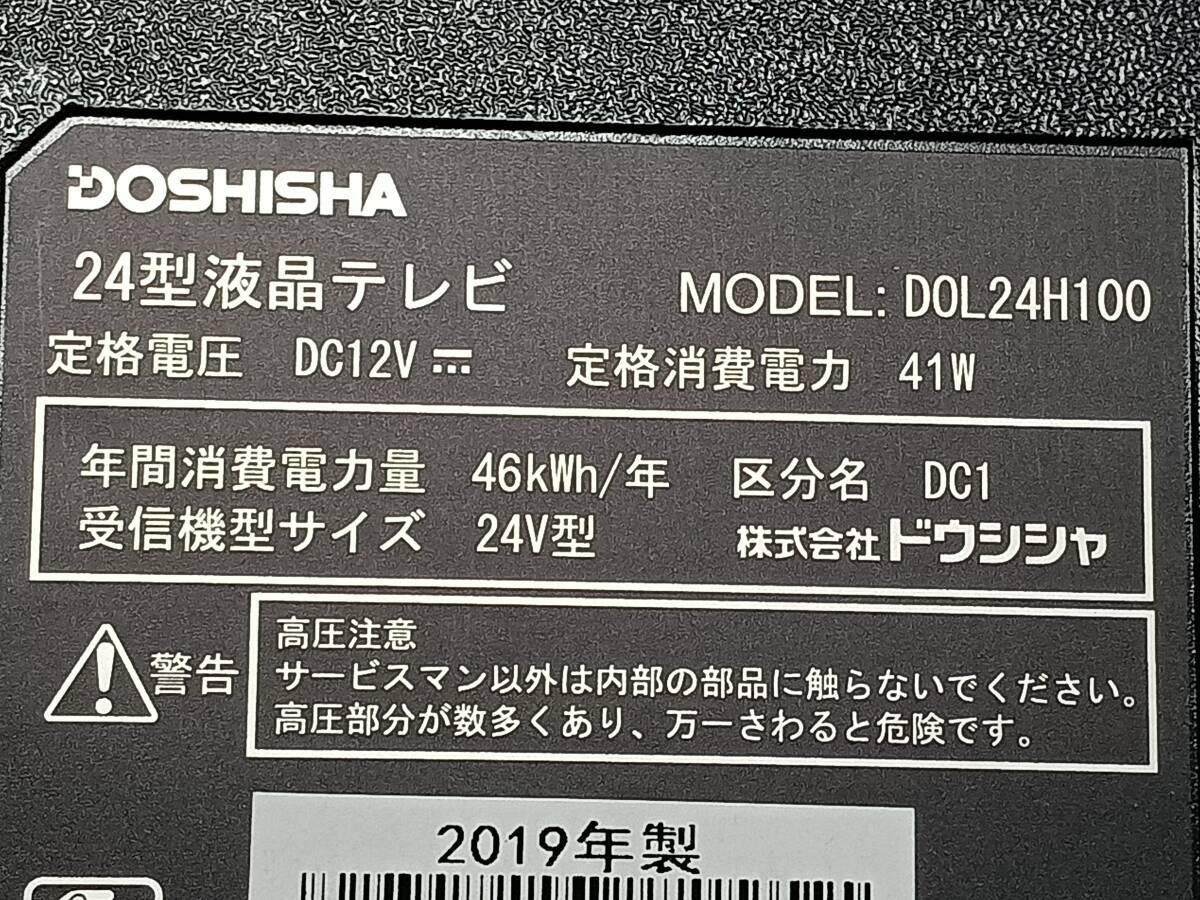 DOSHISHA
24型液晶テレビ MODEL: DOL24H100
定格電圧 DC12V 定格消費電力 41W
年間消費電力量 46kWh/年 区分名 DC1
受信機型サイズ 24V型 株式会社ドウシシャ
警告
高圧注意
サービスマン以外は内部の部品に触らないでください。
高圧部分が数多くあり、万一さわると危険です。
2019年製